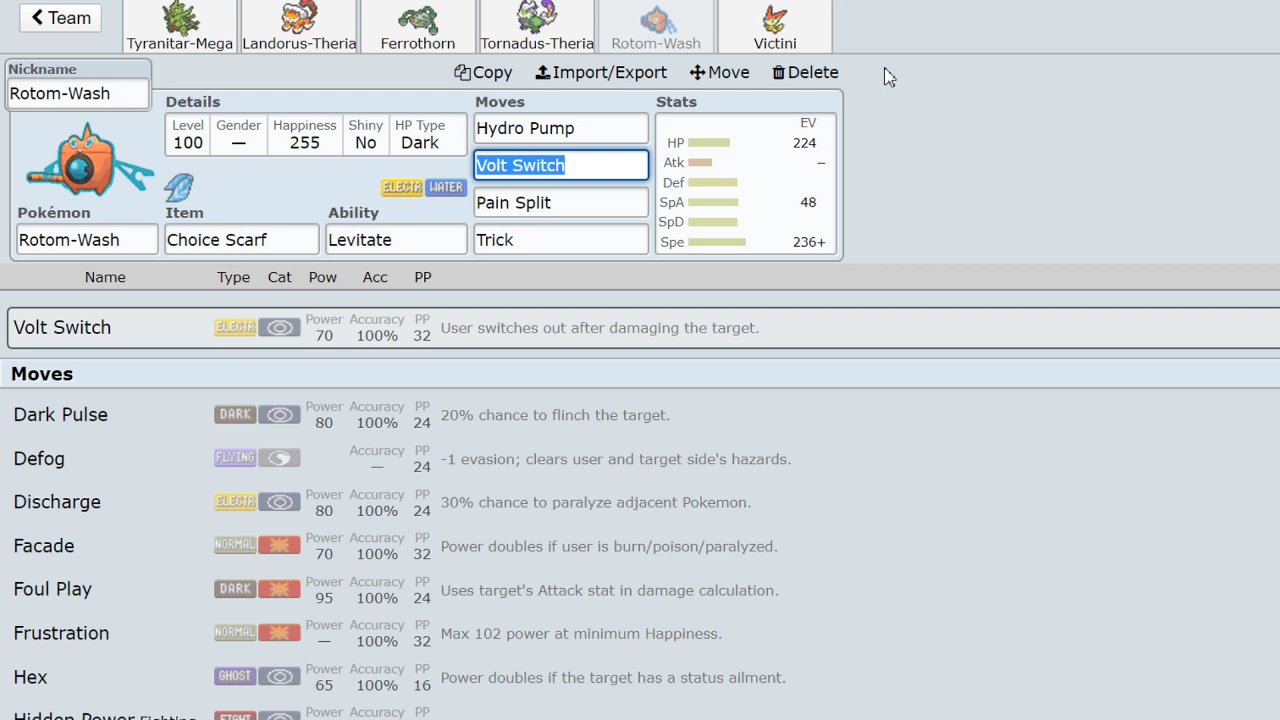 Team
Tyranitar-Mega Landorus-Theria Ferrothorn Tornadus-Theria Rotom-Wash Victini
Nickname
Rotom-Wash
Copy Import/Export Move Delete
Details Moves Stats
Level Gender Happiness Shiny HP Type
100 — 255 No Dark
Hydro Pump
Volt Switch
Pain Split
Trick
EV
HP 224
Atk –
Def
SpA 48
SpD
Spe 236+
ELECTR WATER
Pokémon Item Ability
Rotom-Wash Choice Scarf Levitate
Name Type Cat Pow Acc PP
Volt Switch ELECTR Power 70 Accuracy 100% PP 32 User switches out after damaging the target.
Moves
Dark Pulse DARK Power 80 Accuracy 100% PP 24 20% chance to flinch the target.
Defog FLYING Accuracy — PP 24 -1 evasion; clears user and target side's hazards.
Discharge ELECTR Power 80 Accuracy 100% PP 24 30% chance to paralyze adjacent Pokemon.
Facade NORMAL Power 70 Accuracy 100% PP 32 Power doubles if user is burn/poison/paralyzed.
Foul Play DARK Power 95 Accuracy 100% PP 24 Uses target's Attack stat in damage calculation.
Frustration NORMAL Power — Accuracy 100% PP 32 Max 102 power at minimum Happiness.
Hex GHOST Power 65 Accuracy 100% PP 16 Power doubles if the target has a status ailment.
Hidden Power Fighting FIGHT Power Accuracy PP